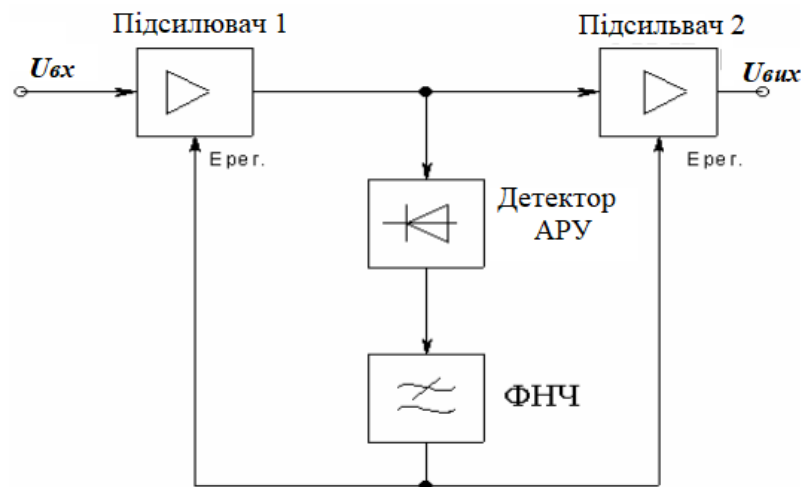 Підсилювач 1
Підсильвач 2
Uвх
Uвих
Ерег.
Ерег.
Детектор
АРУ
ФНЧ